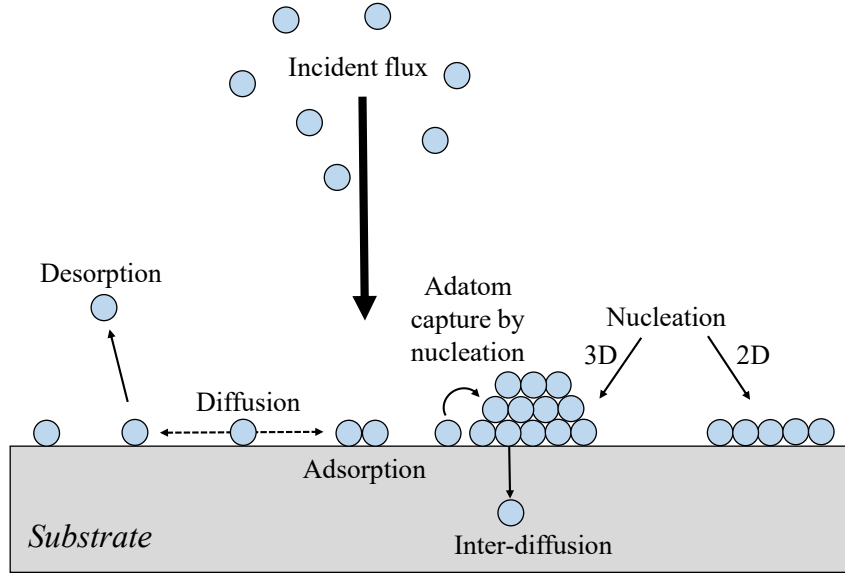 Incident flux
Desorption
Adatom
capture by
nucleation
Nucleation
3D
2D
Diffusion
Adsorption
Substrate
Inter-diffusion